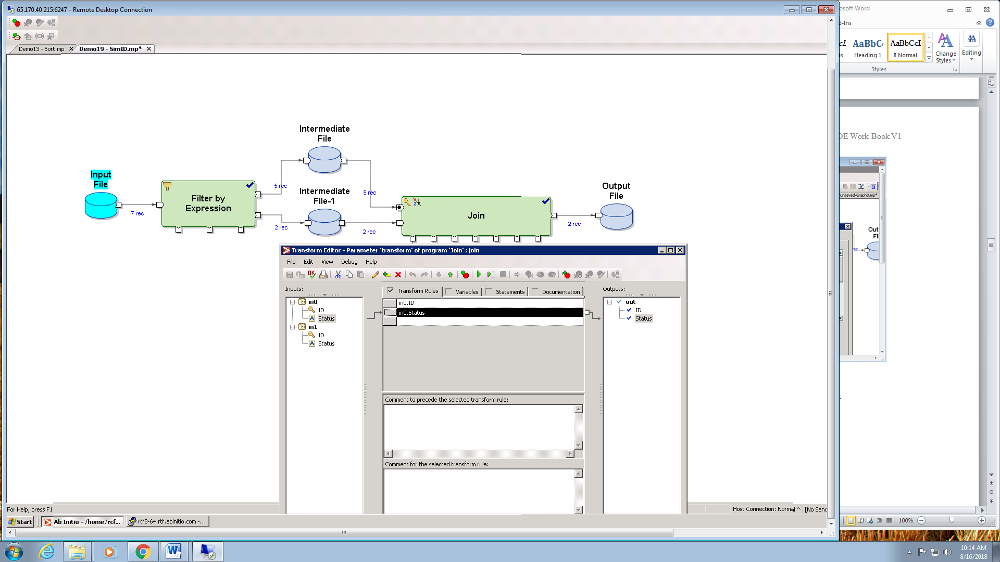 65.170.40.215:6247 - Remote Desktop Connection
Demo13 - Sort.mp
Demo19 - SimID.mp*
Intermediate
File
Input
File
5 rec
Filter by
Expression
7 rec
Intermediate
File-1
5 rec
2 rec
2 rec
Join
Output
File
2 rec
Transform Editor - Parameter 'transform' of program 'Join' : join
File Edit View Debug Help
Inputs:
in0
ID
Status
in1
ID
Status
Transform Rules Variables Statements Documentation
in0.ID
in0.Status
Comment to precede the selected transform rule:
Comment for the selected transform rule:
Outputs:
out
ID
Status
For Help, press F1
Host Connection: Normal
[No Sand
Start
Ab Initio - /home/rcf...
rtf8-64.rtf.abinitio.com -...
osoft Word
d-Ins
AaBbCc AaBbCcI
Heading 1 ¶ Normal
Change
Styles
Editing
Styles
DE Work Book V1
unsaved-Graph8.mp*
100%
10:14 AM
8/16/2018